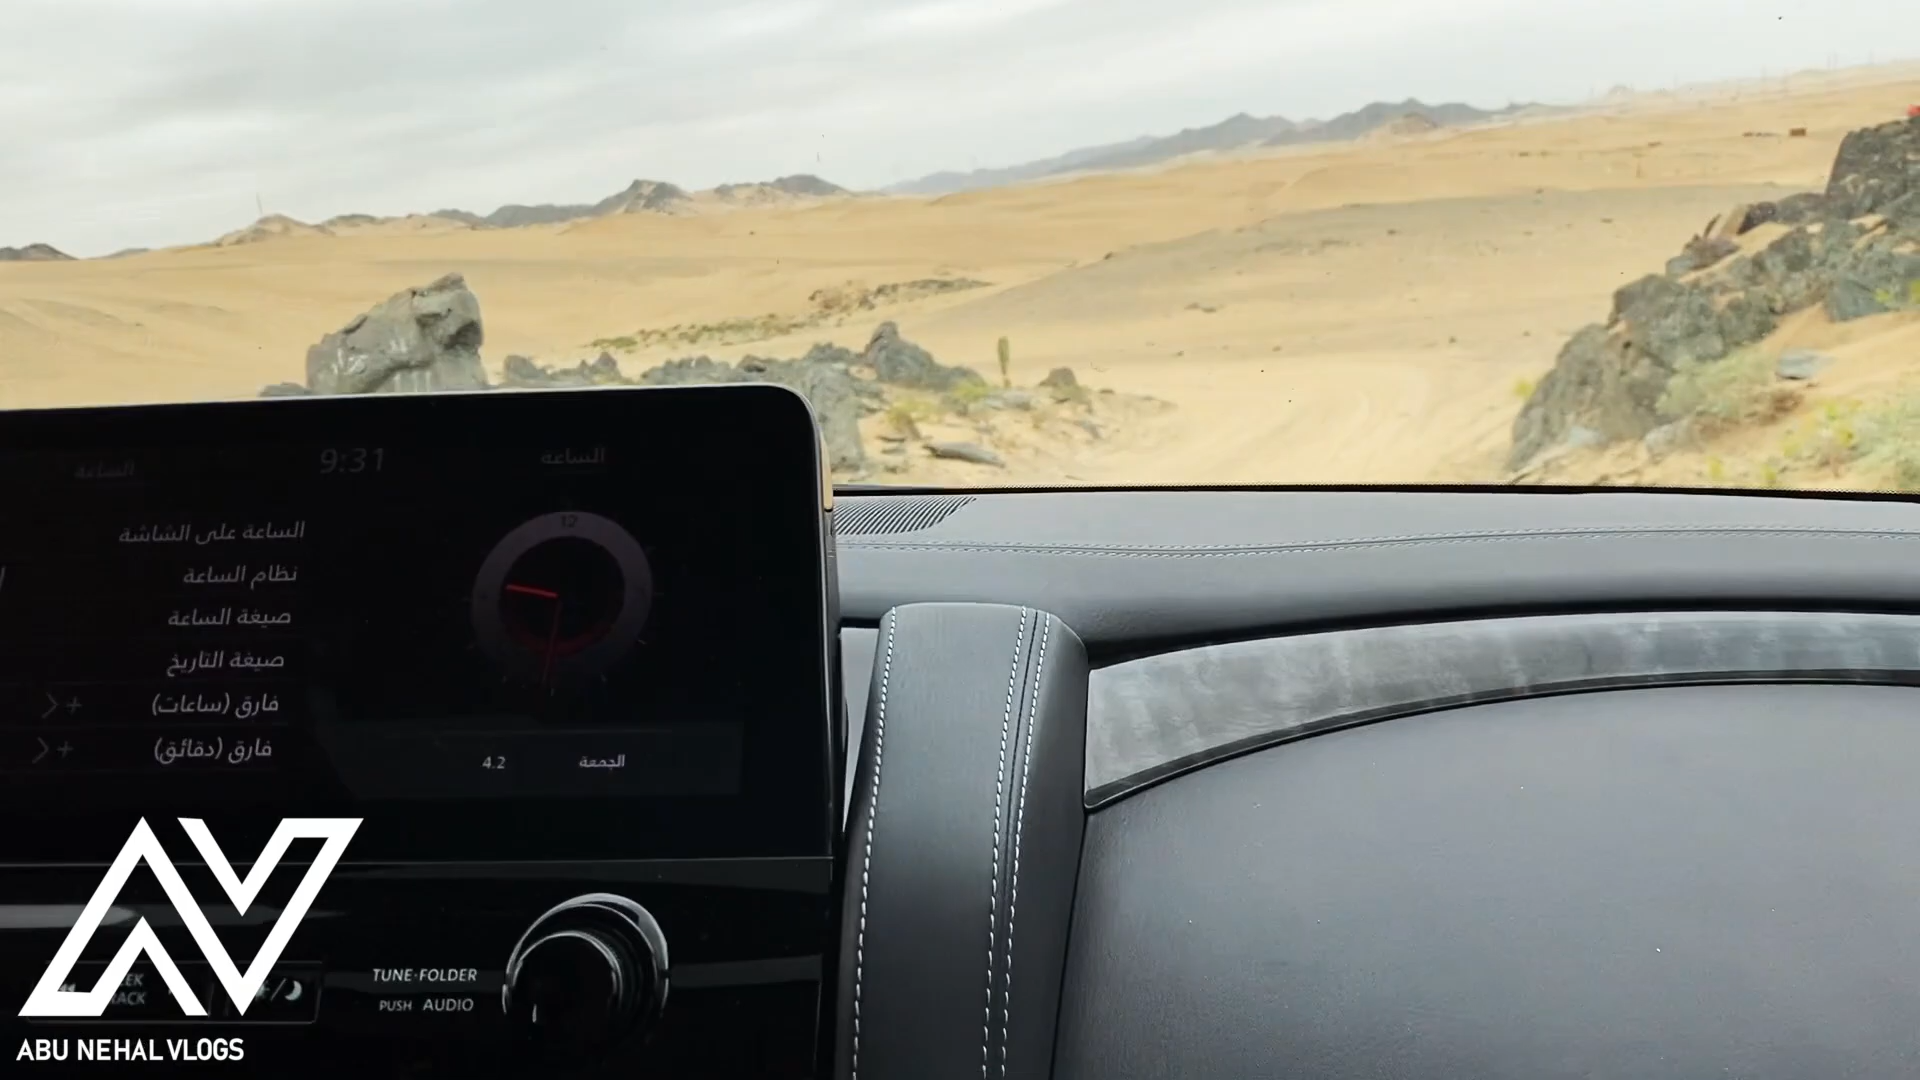 الساعة
9:31
الساعة
12
الساعة على الشاشة
نظام الساعة
صيغة الساعة
صيغة التاريخ
فارق (ساعات)
فارق (دقائق)
الجمعة
4.2
TUNE·FOLDER
PUSH AUDIO
ABU NEHAL VLOGS